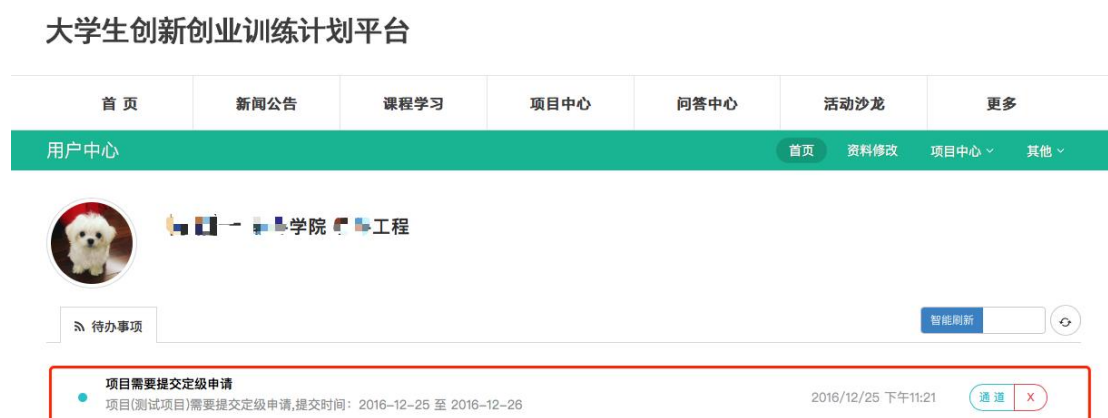 大学生创新创业训练计划平台
首 页 新闻公告 课程学习 项目中心 问答中心 活动沙龙 更多
用户中心 首页 资料修改 项目中心 其他
学院 工程
待办事项 智能刷新
项目需要提交定级申请
项目(测试项目)需要提交定级申请,提交时间：2016-12-25 至 2016-12-26 2016/12/25 下午11:21 通 道 X